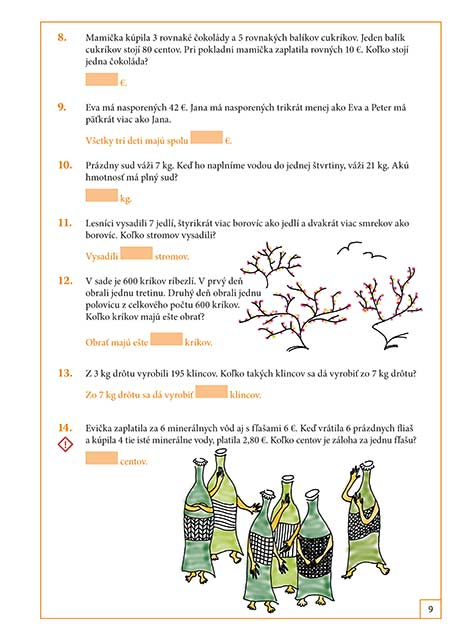 8. Mamička kúpila 3 rovnaké čokolády a 5 rovnakých balíkov cukríkov. Jeden balík
cukríkov stojí 80 centov. Pri pokladni mamička zaplatila rovných 10 €. Koľko stojí
jedna čokoláda?
€.
9. Eva má nasporených 42 €. Jana má nasporených trikrát menej ako Eva a Peter má
päťkrát viac ako Jana.
Všetky tri deti majú spolu €.
10. Prázdny sud váži 7 kg. Keď ho naplníme vodou do jednej štvrtiny, váži 21 kg. Akú
hmotnosť má plný sud?
kg.
11. Lesníci vysadili 7 jedlí, štyrikrát viac borovíc ako jedlí a dvakrát viac smrekov ako
borovíc. Koľko stromov vysadili?
Vysadili stromov.
12. V sade je 600 kríkov ríbezlí. V prvý deň
obrali jednu tretinu. Druhý deň obrali jednu
polovicu z celkového počtu 600 kríkov.
Koľko kríkov majú ešte obrať?
Obrať majú ešte kríkov.
13. Z 3 kg drôtu vyrobili 195 klincov. Koľko takých klincov sa dá vyrobiť zo 7 kg drôtu?
Zo 7 kg drôtu sa dá vyrobiť klincov.
14. Evička zaplatila za 6 minerálnych vôd aj s fľašami 6 €. Keď vrátila 6 prázdnych fliaš
! a kúpila 4 tie isté minerálne vody, platila 2,80 €. Koľko centov je záloha za jednu fľašu?
centov.
9